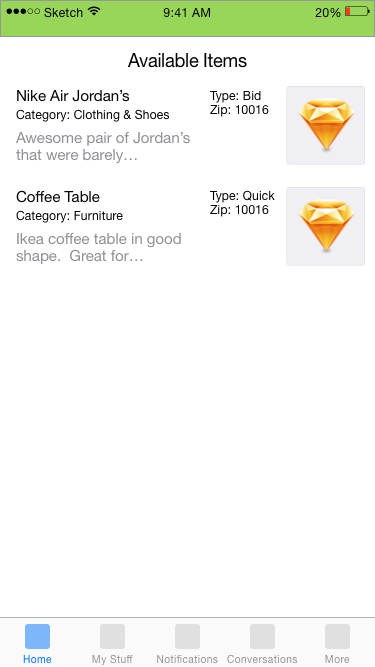 Sketch 9:41 AM 20%
Available Items
Nike Air Jordan’s
Category: Clothing & Shoes
Awesome pair of Jordan’s
that were barely…
Type: Bid
Zip: 10016
Coffee Table
Category: Furniture
Ikea coffee table in good
shape.  Great for…
Type: Quick
Zip: 10016
Home My Stuff Notifications Conversations More